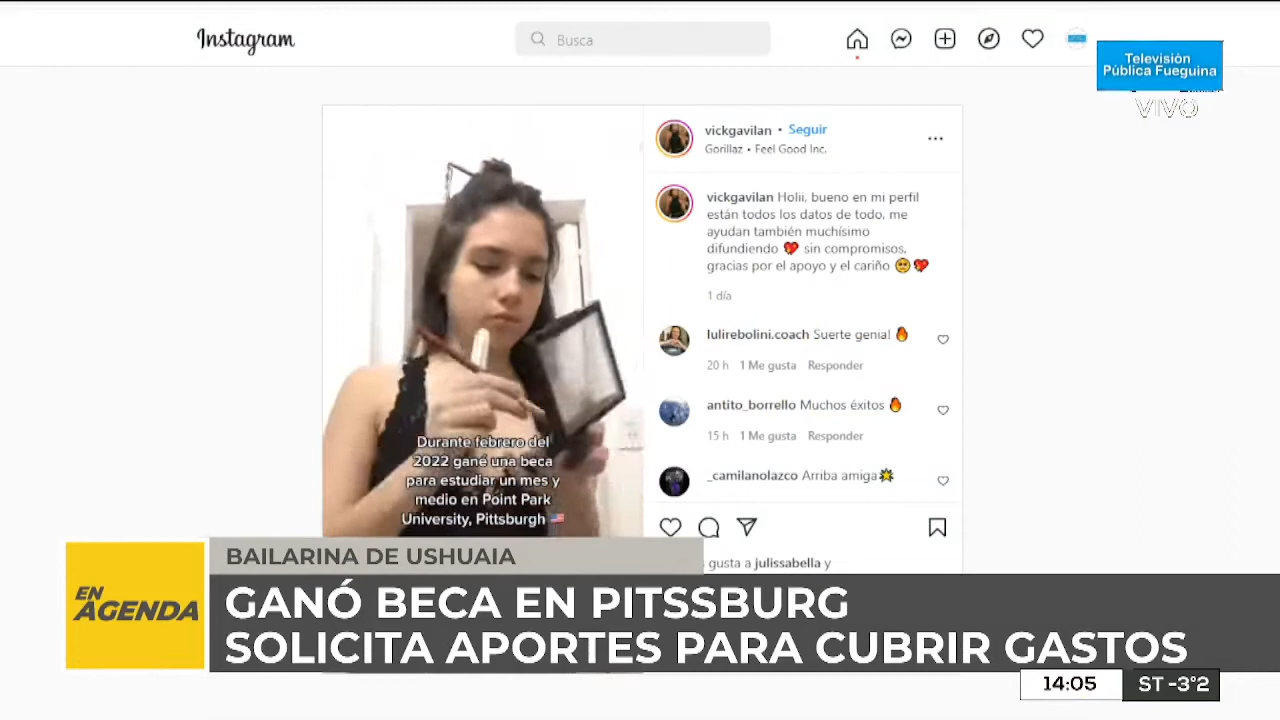 Instagram
Busca
Televisiòn
Pública Fueguina
VIVO
vickgavilan • Seguir
Gorillaz • Feel Good Inc.
vickgavilan Holii, bueno en mi perfil
están todos los datos de todo, me
ayudan también muchísimo
difundiendo 💖 sin compromisos,
gracias por el apoyo y el cariño 🥺💖
1 día
lulirebolini.coach Suerte genia! 🔥
20 h 1 Me gusta Responder
antito_borrello Muchos éxitos 🔥
15 h 1 Me gusta Responder
_camilanolazco Arriba amiga🌟
gusta a julissabella y
Durante febrero del
2022 gané una beca
para estudiar un mes y
medio en Point Park
University, Pittsburgh 🇺🇸
BAILARINA DE USHUAIA
EN
AGENDA
GANÓ BECA EN PITSSBURG
SOLICITA APORTES PARA CUBRIR GASTOS
14:05
ST -3°2